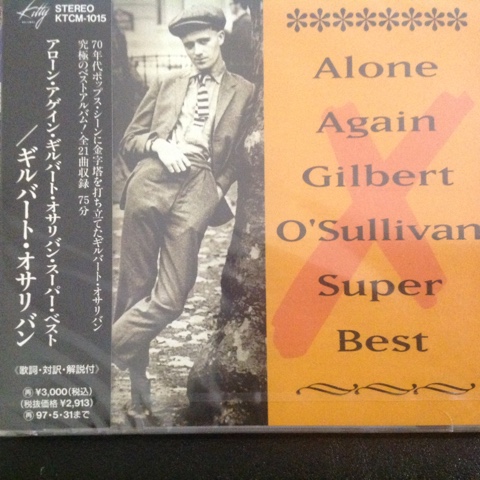 Kitty
STEREO
KTCM-1015
70年代ポップス・シーンに金字塔を打ち立てたギルバート・オサリバン
究極のベストアルバム!全21曲収録 75分
アローン・アゲイン・ギルバート・オサリバン・スーパー・ベスト
/ギルバート・オサリバン
《歌詞・対訳・解説付》
再 ¥3,000(税込)
(税抜価格 ¥2,913)
再 97・5・31まで
********
Alone
Again
Gilbert
O'Sullivan
Super
Best